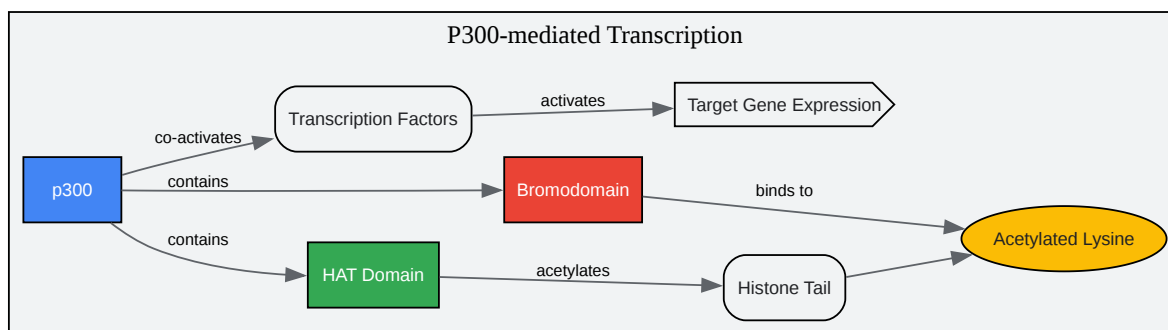 P300-mediated Transcription
activates
Target Gene Expression
Transcription Factors
co-activates
p300
contains
Bromodomain
binds to
Acetylated Lysine
contains
HAT Domain
acetylates
Histone Tail